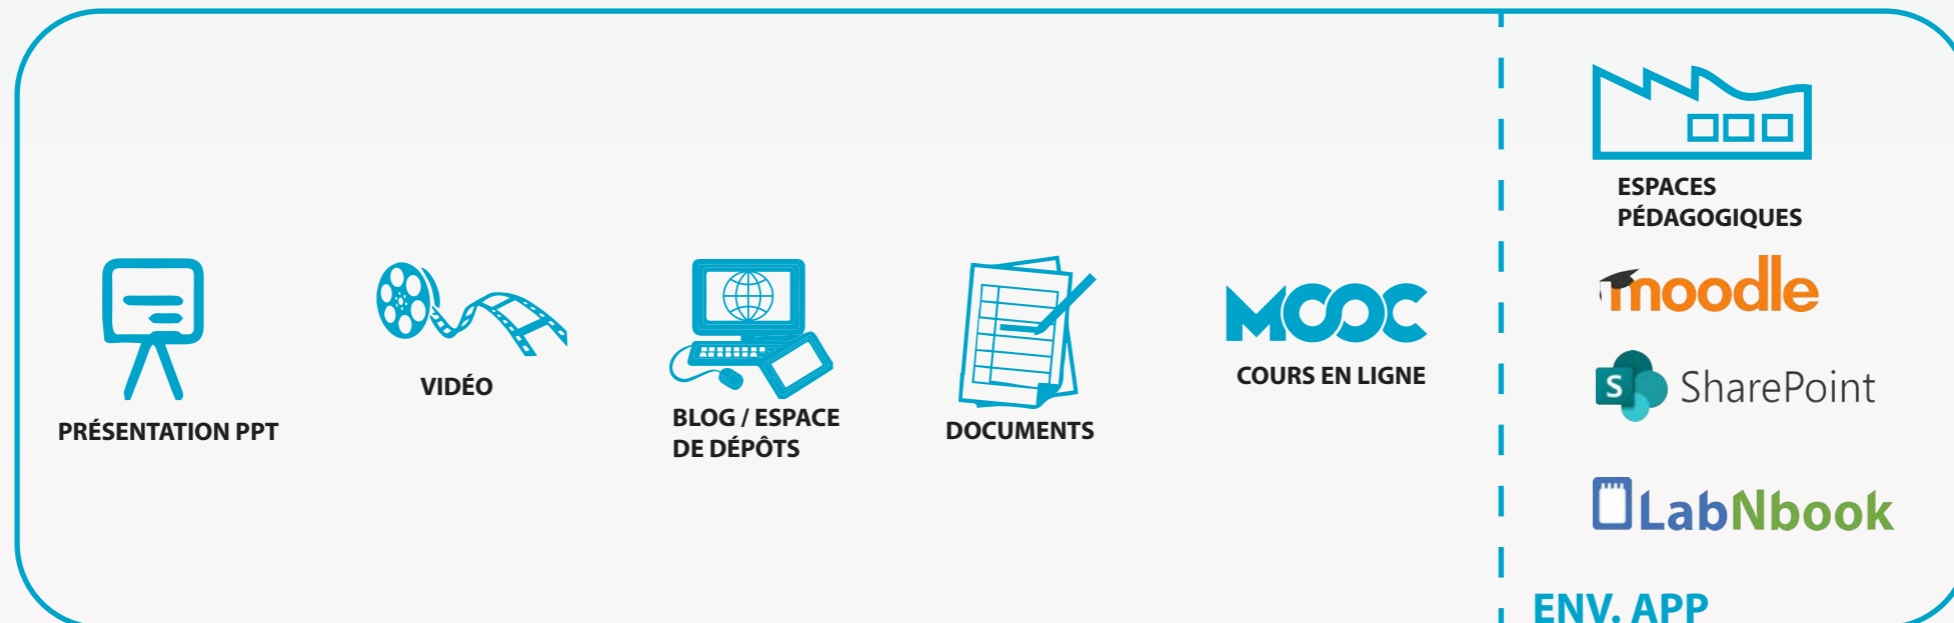 PRÉSENTATION PPT
VIDÉO
BLOG / ESPACE
DE DÉPÔTS
DOCUMENTS
MOOC
COURS EN LIGNE
ESPACES
PÉDAGOGIQUES
moodle
S SharePoint
LabNbook
ENV. APP